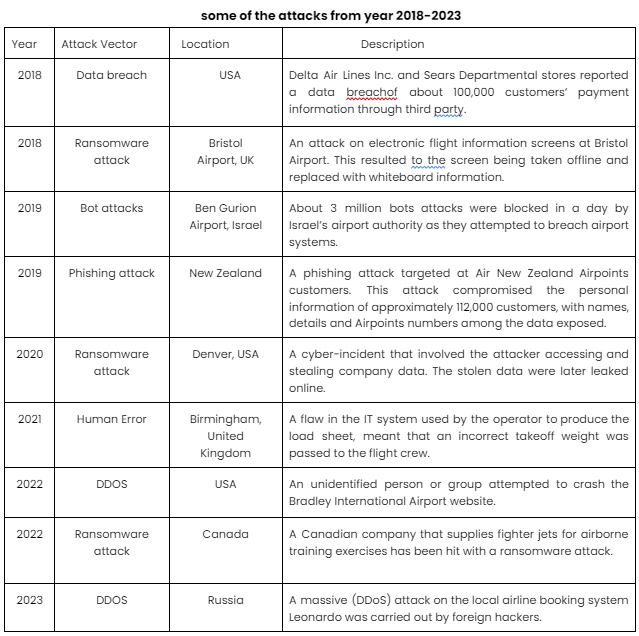 some of the attacks from year 2018-2023
Year Attack Vector Location Description
2018 Data breach USA Delta Air Lines Inc. and Sears Departmental stores reported
a data breachof about 100,000 customers' payment
information through third party.
2018 Ransomware Bristol An attack on electronic flight information screens at Bristol
attack Airport, UK Airport. This resulted to the screen being taken offline and
replaced with whiteboard information.
2019 Bot attacks Ben Gurion About 3 million bots attacks were blocked in a day by
Airport, Israel Israel's airport authority as they attempted to breach airport
systems.
2019 Phishing attack New Zealand A phishing attack targeted at Air New Zealand Airpoints
customers. This attack compromised the personal
information of approximately 112,000 customers, with names,
details and Airpoints numbers among the data exposed.
2020 Ransomware Denver, USA A cyber-incident that involved the attacker accessing and
attack stealing company data. The stolen data were later leaked
online.
2021 Human Error Birmingham, A flaw in the IT system used by the operator to produce the
United load sheet, meant that an incorrect takeoff weight was
Kingdom passed to the flight crew.
2022 DDOS USA An unidentified person or group attempted to crash the
Bradley International Airport website.
2022 Ransomware Canada A Canadian company that supplies fighter jets for airborne
attack training exercises has been hit with a ransomware attack.
2023 DDOS Russia A massive (DDoS) attack on the local airline booking system
Leonardo was carried out by foreign hackers.